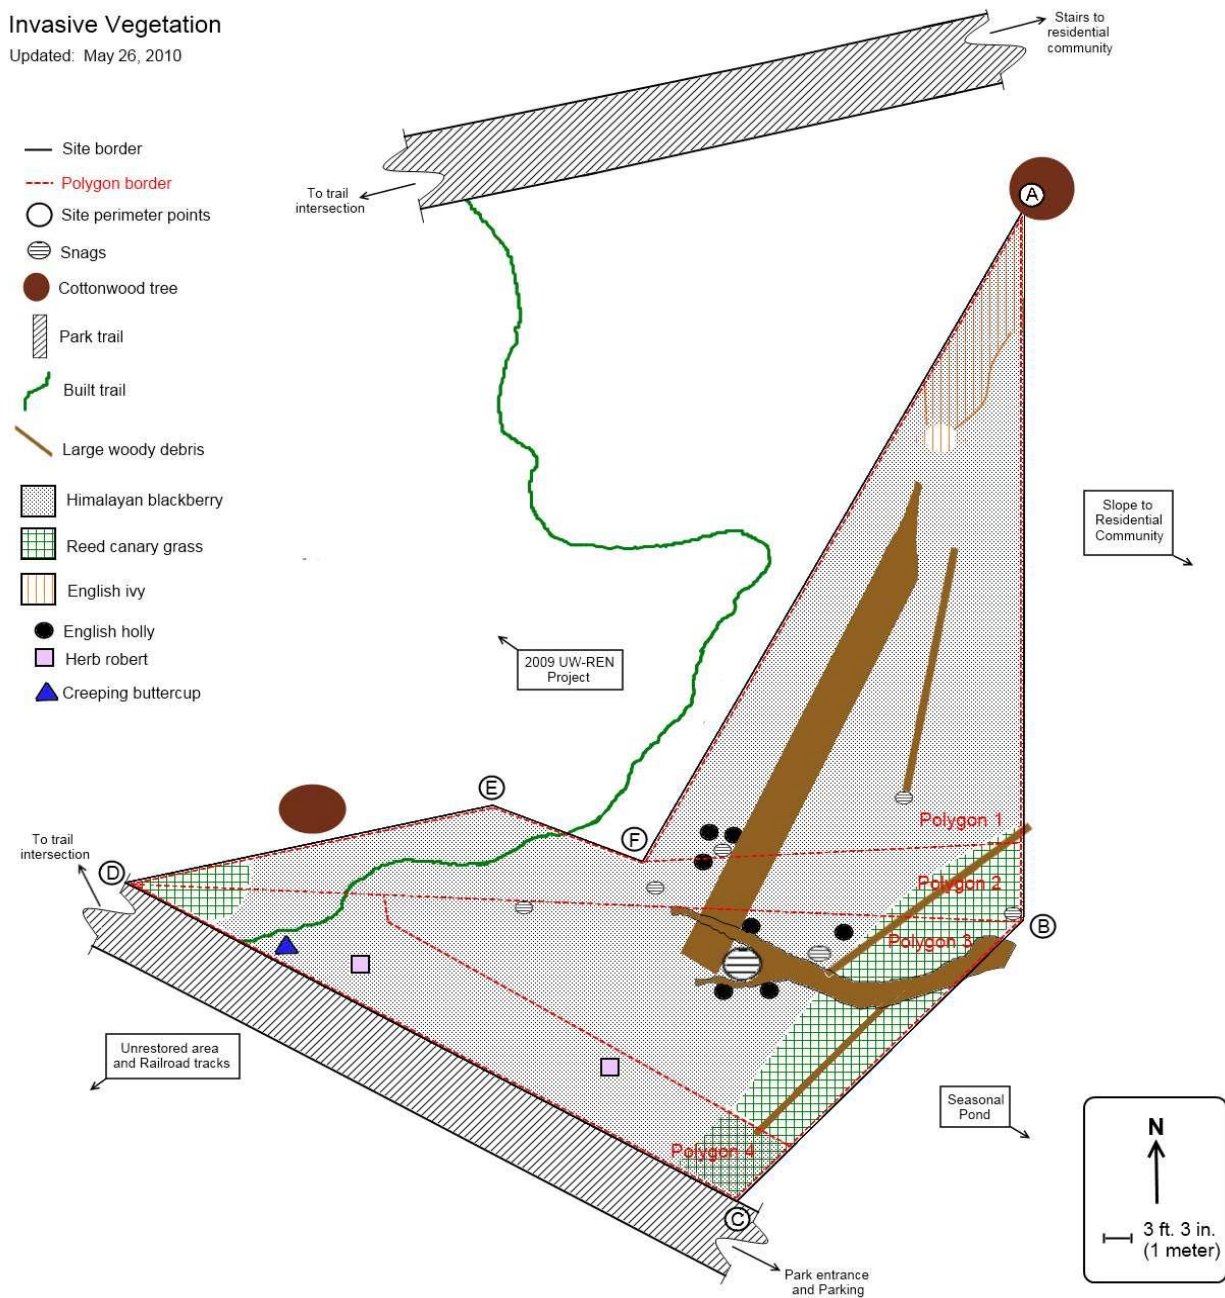 Invasive Vegetation
Updated: May 26, 2010
Stairs to
residential
community
Site border
Polygon border
Site perimeter points
Snags
Cottonwood tree
Park trail
Built trail
Large woody debris
Himalayan blackberry
Reed canary grass
English ivy
English holly
Herb robert
Creeping buttercup
To trail
intersection
A
Slope to
Residential
Community
2009 UW-REN
Project
E
F
D
B
C
To trail
intersection
Polygon 1
Polygon 2
Polygon 3
Polygon 4
Unrestored area
and Railroad tracks
Seasonal
Pond
Park entrance
and Parking
N
3 ft. 3 in.
(1 meter)